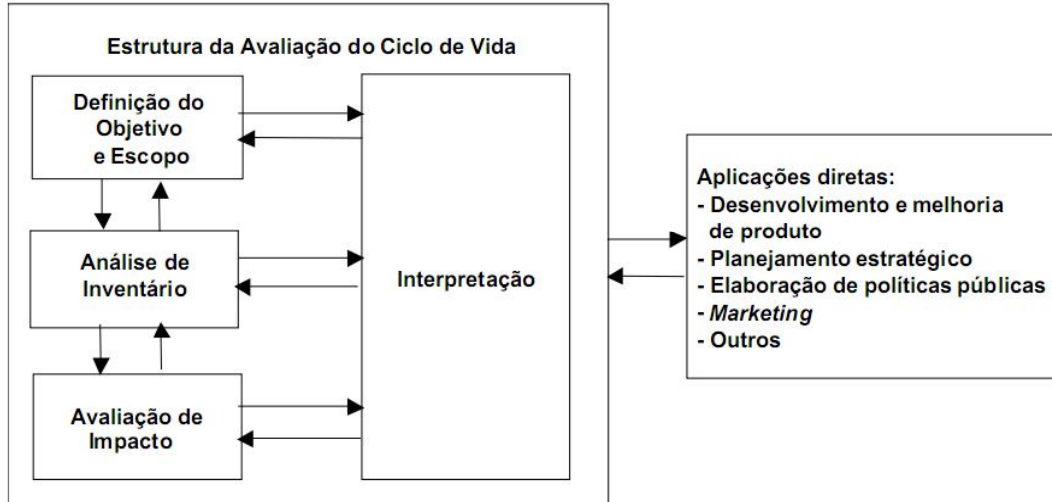 Estrutura da Avaliação do Ciclo de Vida
Definição do
Objetivo
e Escopo
Análise de
Inventário
Avaliação de
Impacto
Interpretação
Aplicações diretas:
- Desenvolvimento e melhoria
de produto
- Planejamento estratégico
- Elaboração de políticas públicas
- Marketing
- Outros